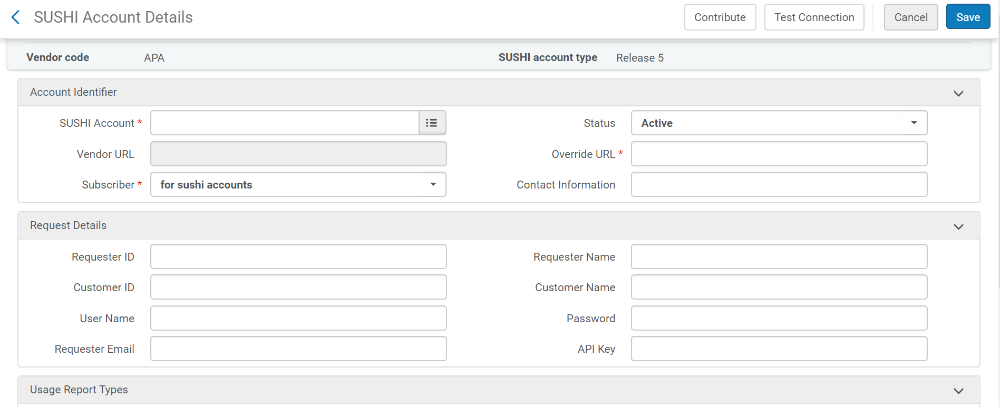 SUSHI Account Details
Contribute
Test Connection
Cancel
Save
Vendor code APA
SUSHI account type Release 5
Account Identifier
SUSHI Account *
Status Active
Vendor URL
Override URL *
Subscriber * for sushi accounts
Contact Information
Request Details
Requester ID
Requester Name
Customer ID
Customer Name
User Name
Password
Requester Email
API Key
Usage Report Types